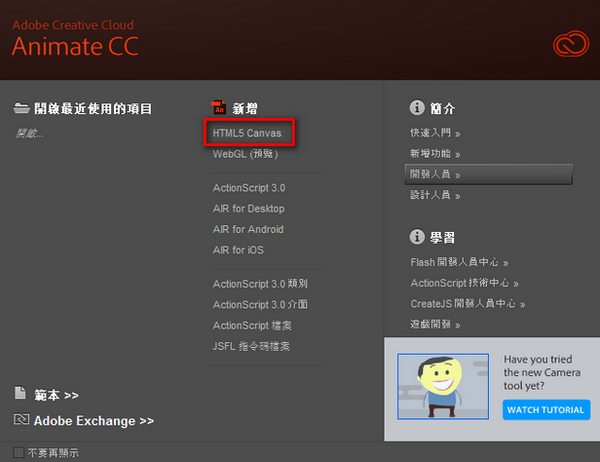 Adobe Creative Cloud
Animate CC
開啟最近使用的項目
開啟...
新增
HTML5 Canvas
WebGL (預覽)
ActionScript 3.0
AIR for Desktop
AIR for Android
AIR for iOS
ActionScript 3.0 類別
ActionScript 3.0 介面
ActionScript 檔案
JSFL 指令碼檔案
簡介
快速入門 »
新增功能 »
開發人員 »
設計人員 »
學習
Flash 開發人員中心 »
ActionScript 技術中心 »
CreateJS 開發人員中心 »
遊戲開發 »
Have you tried
the new Camera
tool yet?
WATCH TUTORIAL
範本 >>
Adobe Exchange >>
不要再顯示